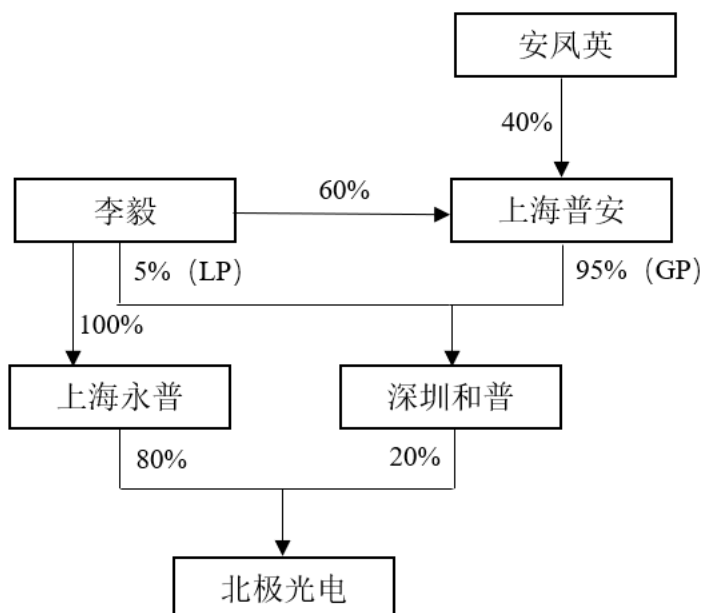 安凤英
40%
李毅
60%
上海普安
5%（LP）
95%（GP）
100%
上海永普
深圳和普
80%
20%
北极光电